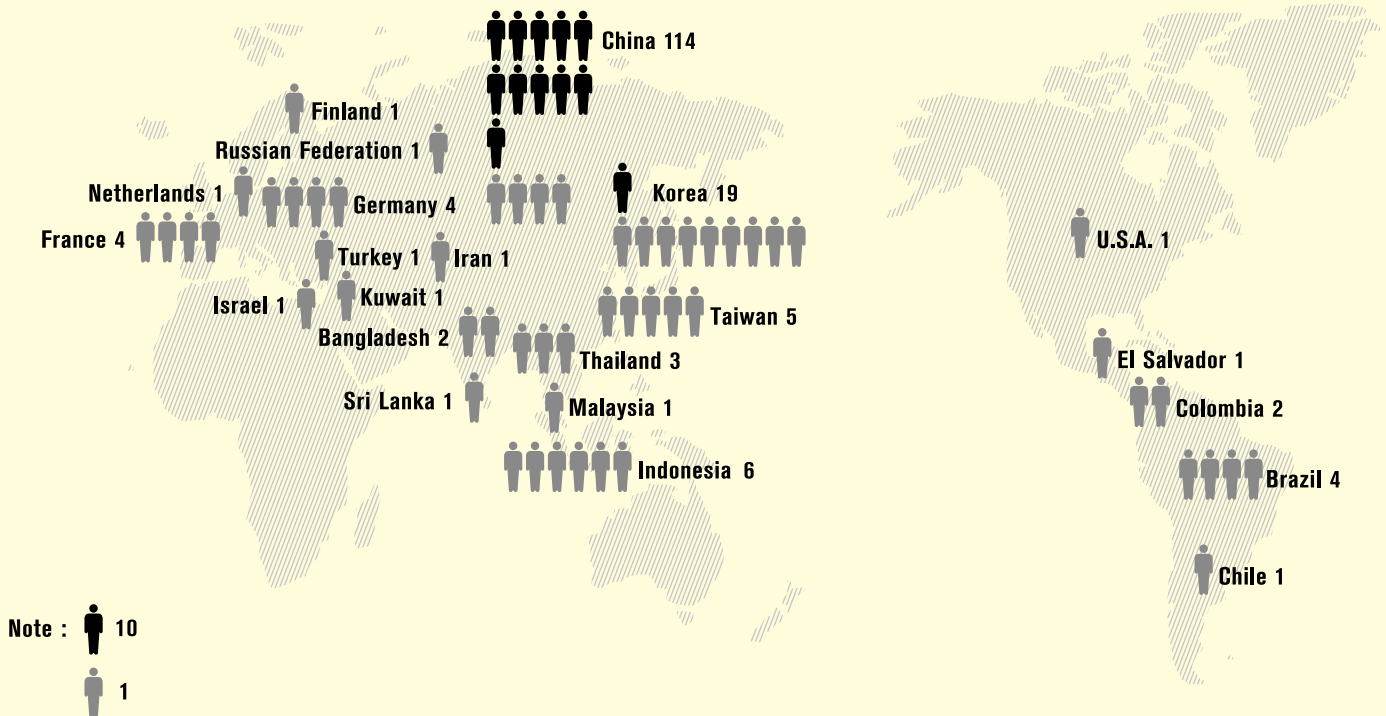 China 114
Finland 1
Russian Federation 1
Netherlands 1
Germany 4
Korea 19
France 4
U.S.A. 1
Turkey 1
Iran 1
Israel 1
Kuwait 1
Taiwan 5
Bangladesh 2
Thailand 3
El Salvador 1
Sri Lanka 1
Malaysia 1
Colombia 2
Indonesia 6
Brazil 4
Chile 1
Note : 10
1